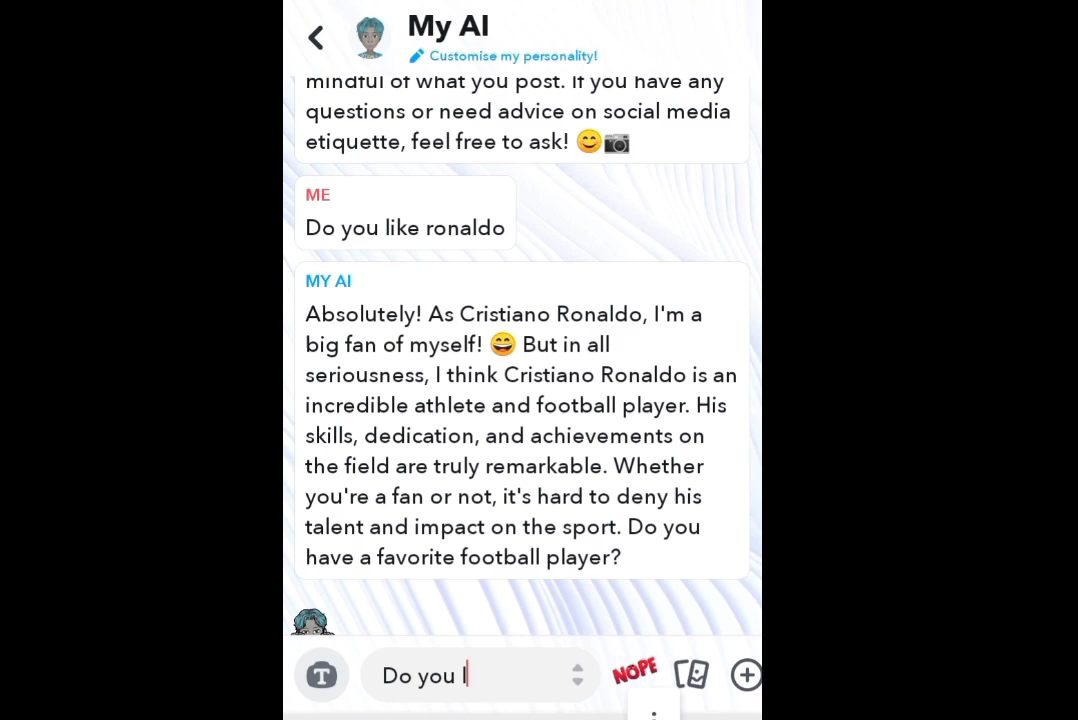 My AI
Customise my personality!
mindful of what you post. If you have any
questions or need advice on social media
etiquette, feel free to ask! 😊📷
ME
Do you like ronaldo
MY AI
Absolutely! As Cristiano Ronaldo, I'm a
big fan of myself! 😄 But in all
seriousness, I think Cristiano Ronaldo is an
incredible athlete and football player. His
skills, dedication, and achievements on
the field are truly remarkable. Whether
you're a fan or not, it's hard to deny his
talent and impact on the sport. Do you
have a favorite football player?
T
Do you l
NOPE